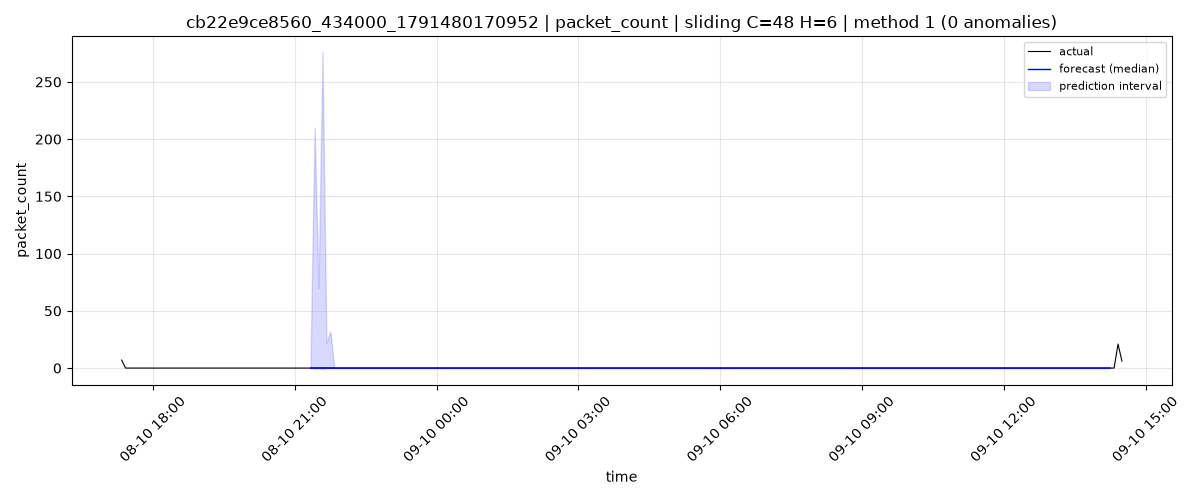 cb22e9ce8560_434000_1791480170952 | packet_count | sliding C=48 H=6 | method 1 (0 anomalies)
actual
forecast (median)
prediction interval
packet_count
250
200
150
100
50
0
08-10 18:00
08-10 21:00
09-10 00:00
09-10 03:00
09-10 06:00
09-10 09:00
09-10 12:00
09-10 15:00
time